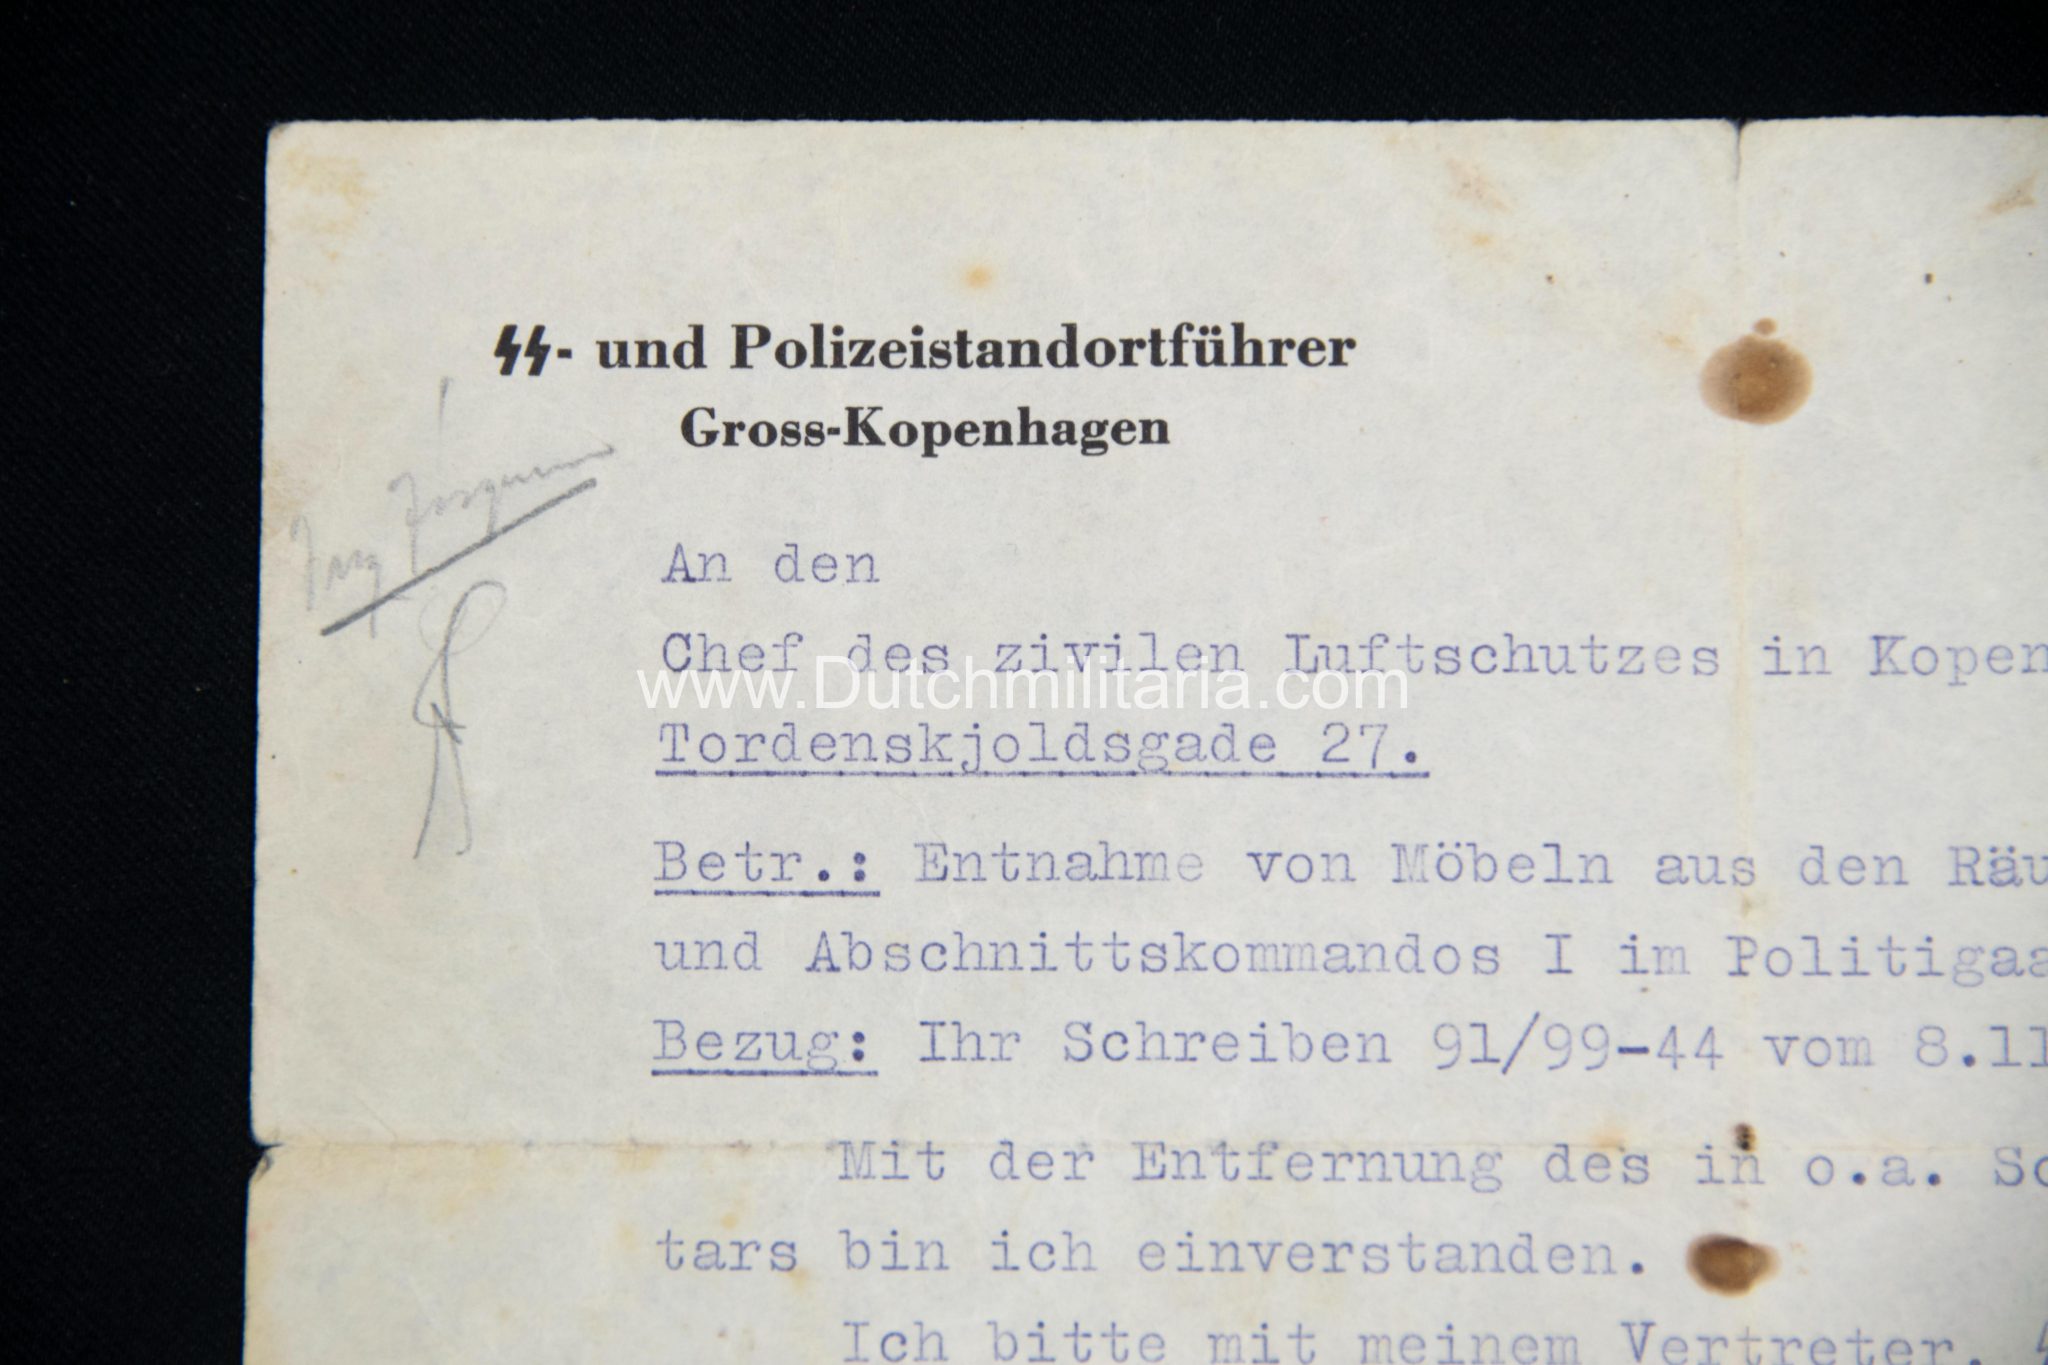 SS- und Polizeistandortführer
Gross-Kopenhagen
An den
Chef des zivilen Luftschutzes in Kopen
www.Dutchmilitaria.com
Tordenskjoldsgade 27.
Betr.: Entnahme von Möbeln aus den Räu
und Abschnittskommandos I im Politigaa
Bezug: Ihr Schreiben 91/99-44 vom 8.11
Mit der Entfernung des in o.a. Sc
tars bin ich einverstanden.
Ich bitte mit meinem Vertreter,